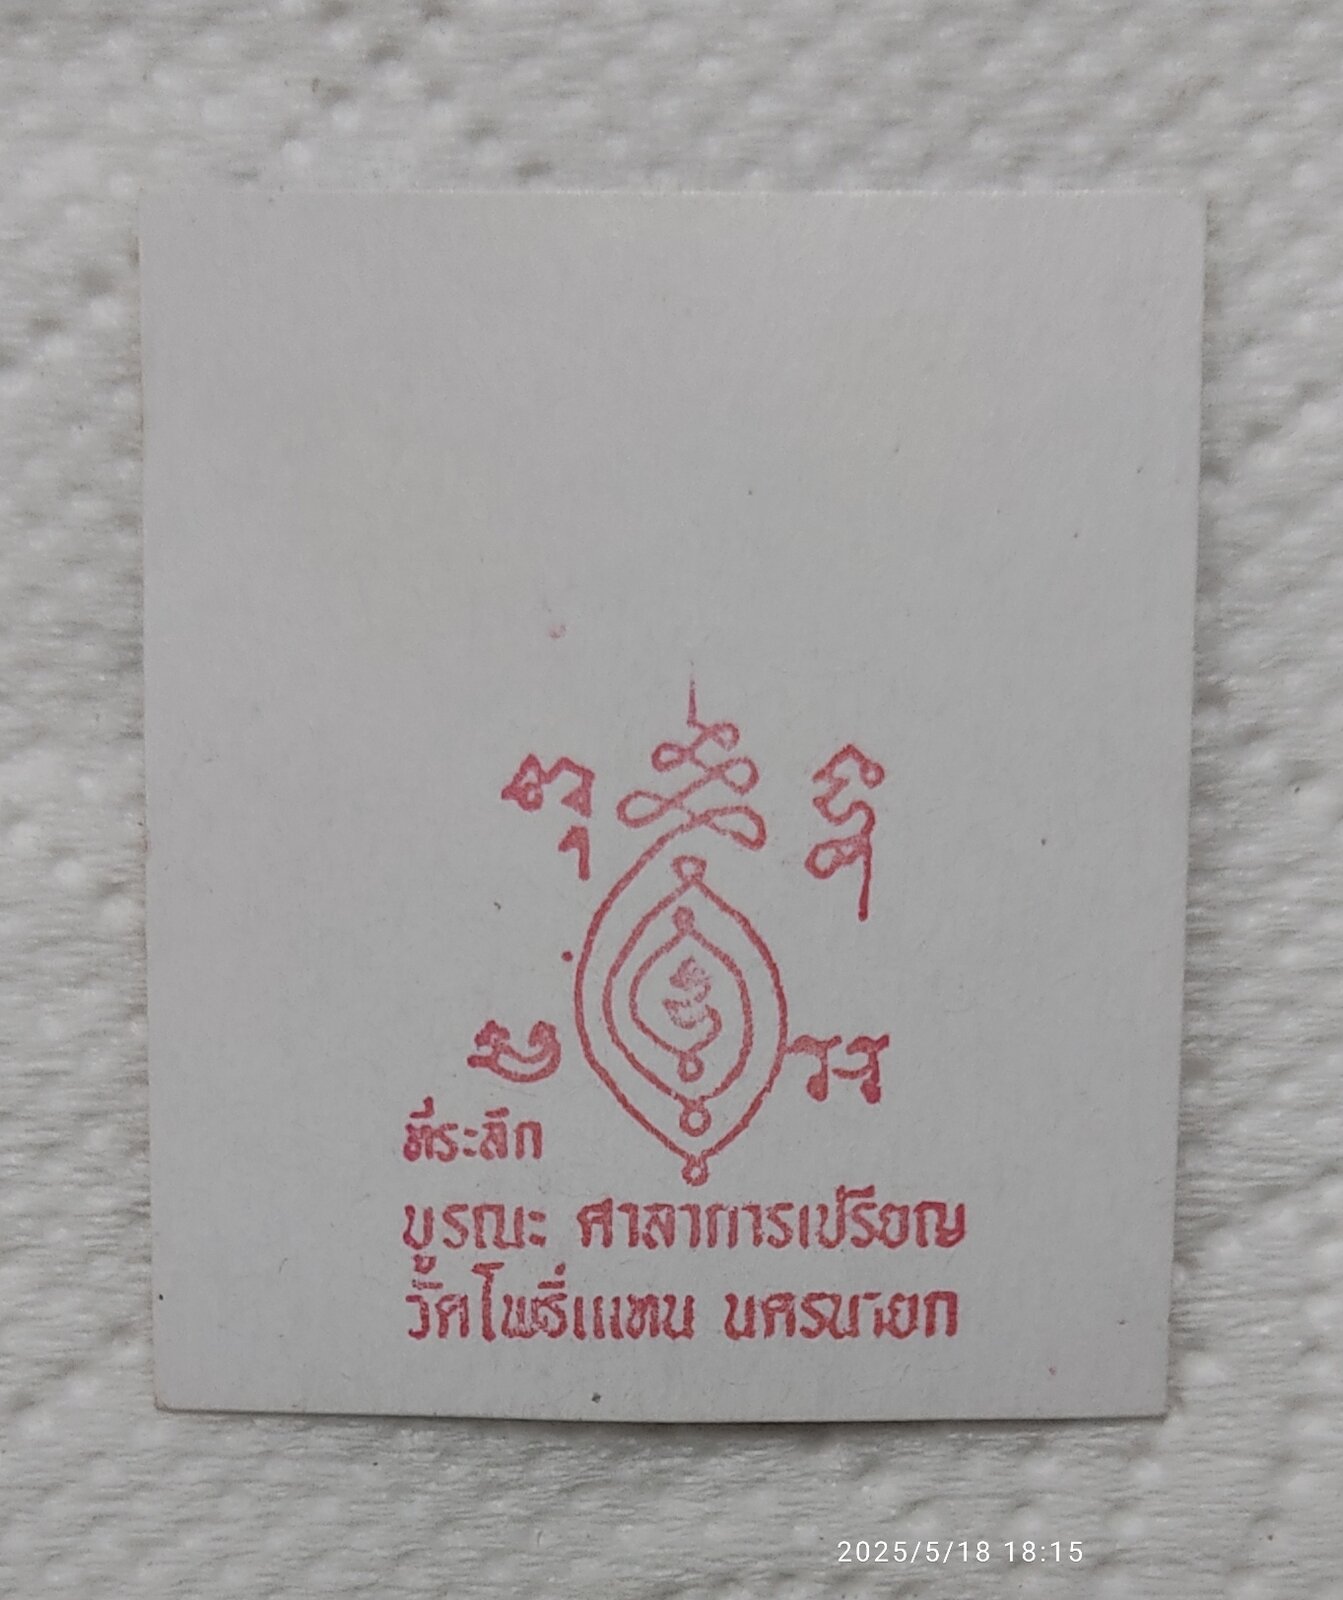 ที่ระลึก
บูรณะ ศาลาการเปรียญ
วัดโพธิ์แทน นครนายก
2025/5/18 18:15